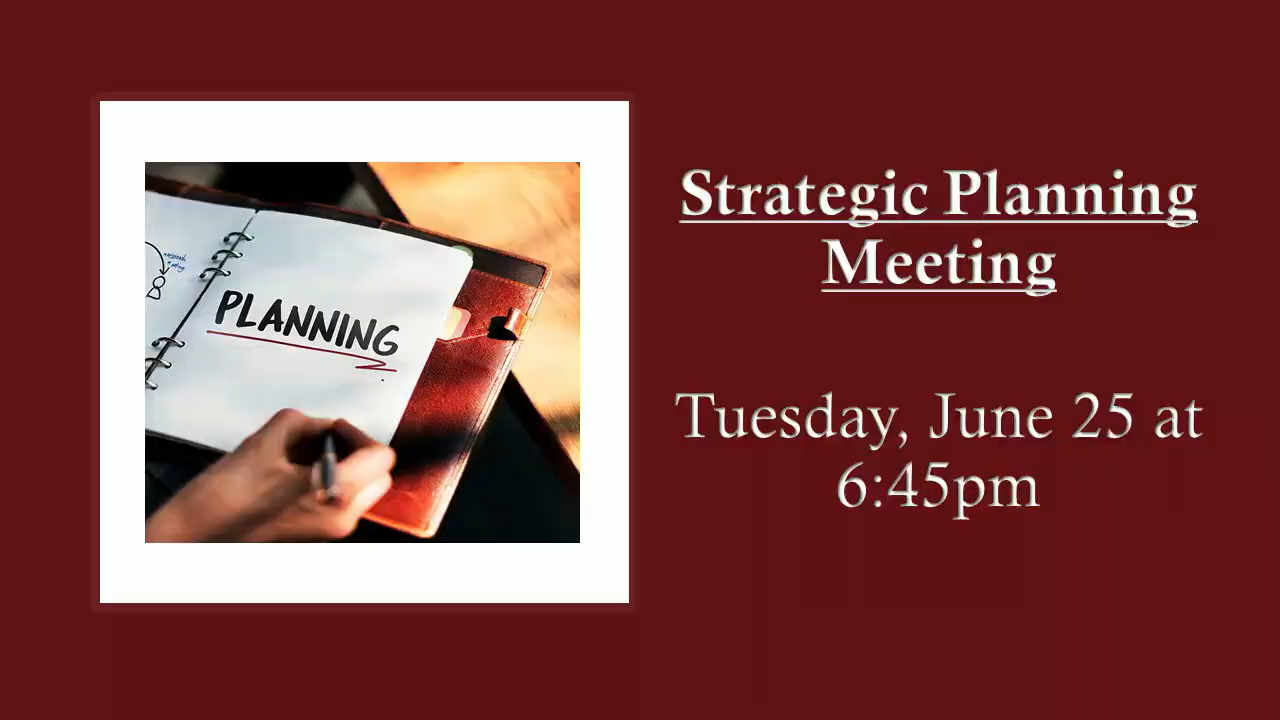 PLANNING
Strategic Planning
Meeting
Tuesday, June 25 at
6:45pm